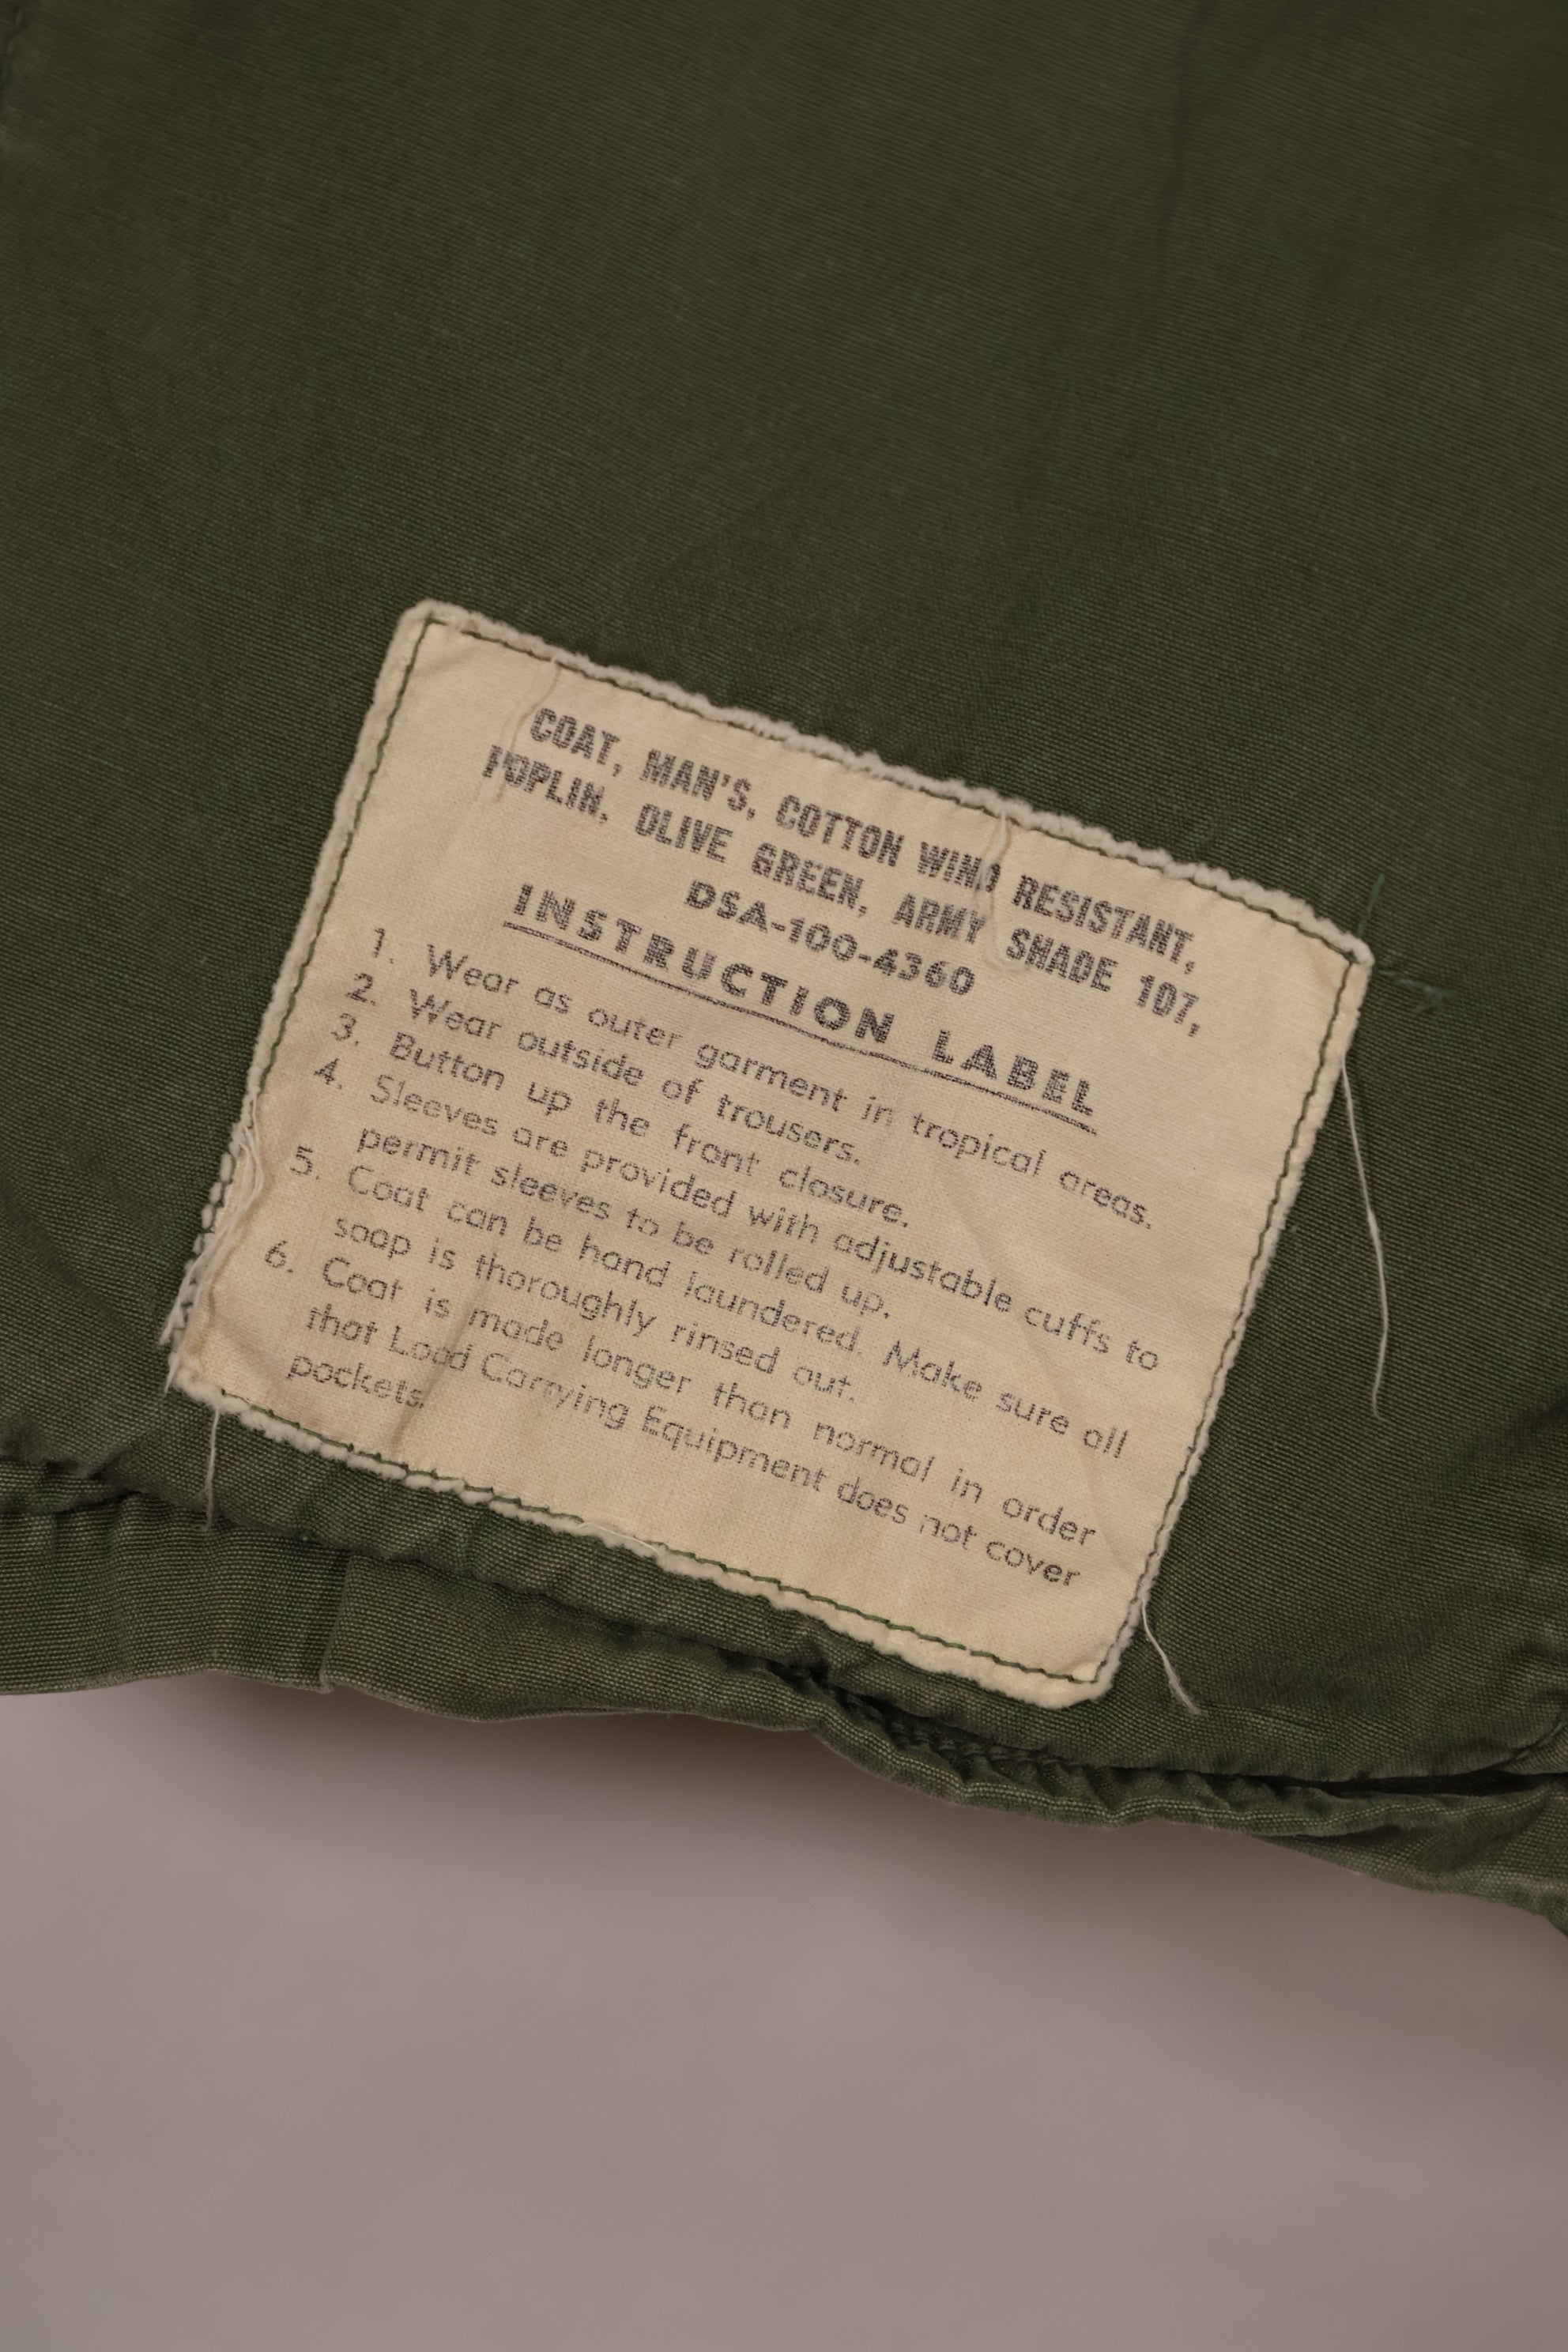 COAT, MAN'S, COTTON WIND RESISTANT,
POPLIN, OLIVE GREEN, ARMY SHADE 107,
DSA-100-4360
INSTRUCTION LABEL
1. Wear as outer garment in tropical areas.
2. Wear outside of trousers.
3. Button up the front closure.
4. Sleeves are provided with adjustable cuffs to
permit sleeves to be rolled up.
5. Coat can be hand laundered. Make sure all
soap is thoroughly rinsed out.
6. Coat is made longer than normal in order
that Load Carrying Equipment does not cover
pockets.